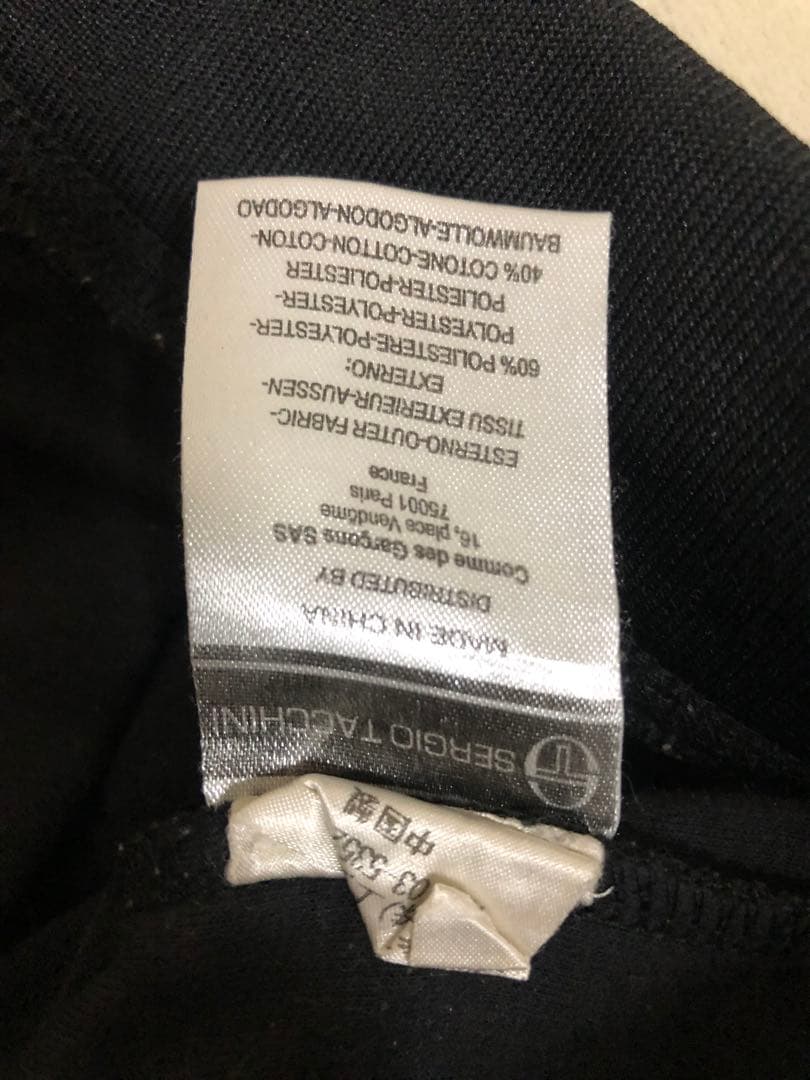 SERGIO TACCHINI
MADE IN CHINA
DISTRIBUTED BY
Comme des Garçons SAS
16, place Vendôme
75001 Paris
France
ESTERNO-OUTER FABRIC-
TISSU EXTERIEUR-AUSSEN-
EXTERNO:
60% POLIESTERE-POLYESTER-
POLYESTER-POLYESTER-
POLIESTER-POLIESTER
40% COTONE-COTTON-COTON-
BAUMWOLLE-ALGODON-ALGODAO
中国製